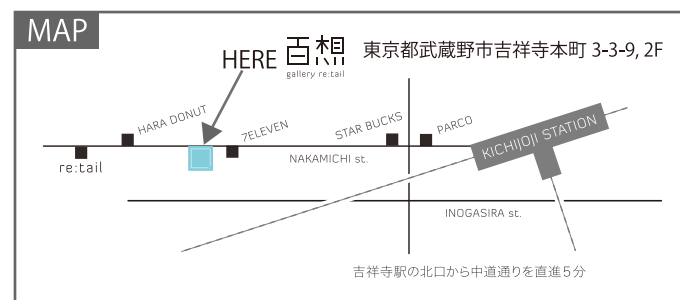 MAP
HERE 百想 東京都武蔵野市吉祥寺本町 3-3-9, 2F
gallery re:tail
HARA DONUT
7ELEVEN
STAR BUCKS
PARCO
KICHIJOJI STATION
re:tail
NAKAMICHI st.
INOGASIRA st.
吉祥寺駅の北口から中道通りを直進5分